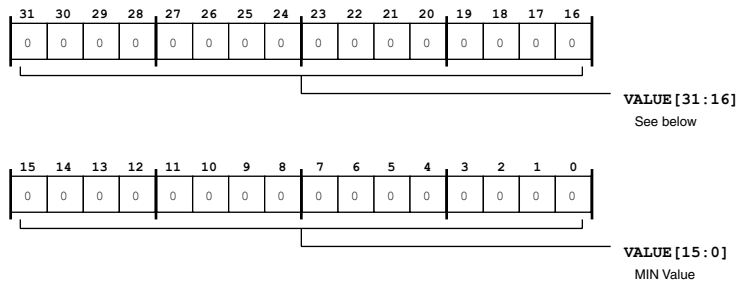 31 30 29 28 27 26 25 24 23 22 21 20 19 18 17 16
0 0 0 0 0 0 0 0 0 0 0 0 0 0 0 0
VALUE[31:16]
See below
15 14 13 12 11 10 9 8 7 6 5 4 3 2 1 0
0 0 0 0 0 0 0 0 0 0 0 0 0 0 0 0
VALUE[15:0]
MIN Value